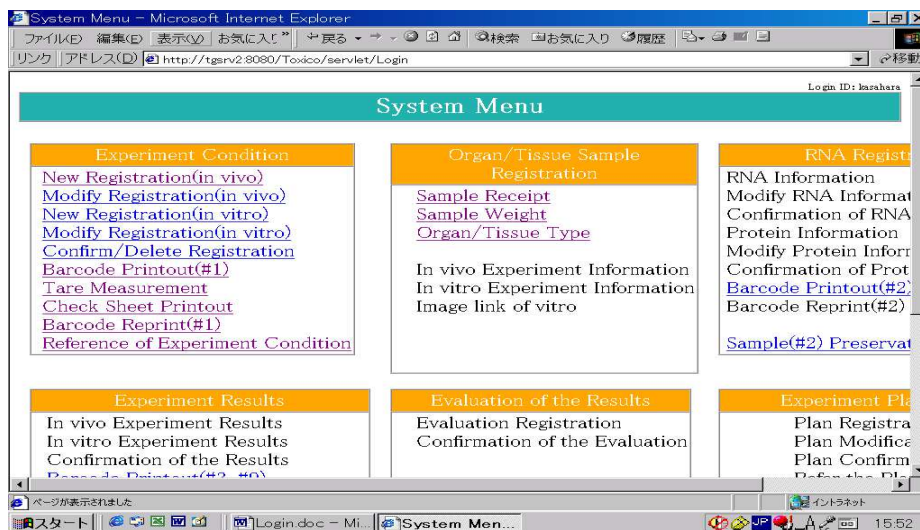 System Menu - Microsoft Internet Explorer
ファイル(F) 編集(E) 表示(V) お気に入り" 戻る 検索 お気に入り 履歴
リンク アドレス(D) http://tgsrv2:8080/Toxico/servlet/Login 移動
Login ID: kasahara
System Menu
Experiment Condition
New Registration(in vivo)
Modify Registration(in vivo)
New Registration(in vitro)
Modify Registration(in vitro)
Confirm/Delete Registration
Barcode Printout(#1)
Tare Measurement
Check Sheet Printout
Barcode Reprint(#1)
Reference of Experiment Condition
Organ/Tissue Sample
Registration
Sample Receipt
Sample Weight
Organ/Tissue Type
In vivo Experiment Information
In vitro Experiment Information
Image link of vitro
RNA Registr
RNA Information
Modify RNA Informat
Confirmation of RNA
Protein Information
Modify Protein Inform
Confirmation of Prot
Barcode Printout(#2)
Barcode Reprint(#2)
Sample(#2) Preservat
Experiment Results
In vivo Experiment Results
In vitro Experiment Results
Confirmation of the Results
Barcode Printout(#3, #9)
Evaluation of the Results
Evaluation Registration
Confirmation of the Evaluation
Experiment Pla
Plan Registra
Plan Modifica
Plan Confirm
Refer the Pla
ページが表示されました イントラネット
スタート Login.doc - Mi... System Men... JP A 15:52